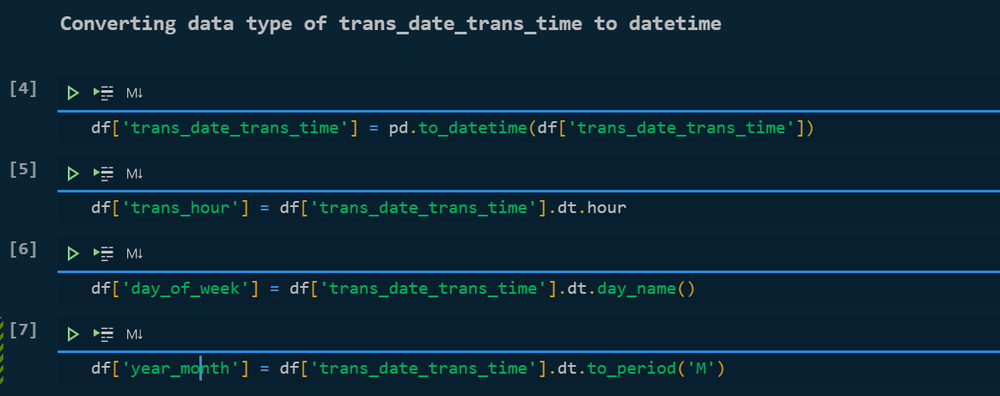 Converting data type of trans_date_trans_time to datetime
[4]
M↓
df['trans_date_trans_time'] = pd.to_datetime(df['trans_date_trans_time'])
[5]
M↓
df['trans_hour'] = df['trans_date_trans_time'].dt.hour
[6]
M↓
df['day_of_week'] = df['trans_date_trans_time'].dt.day_name()
[7]
M↓
df['year_month'] = df['trans_date_trans_time'].dt.to_period('M')